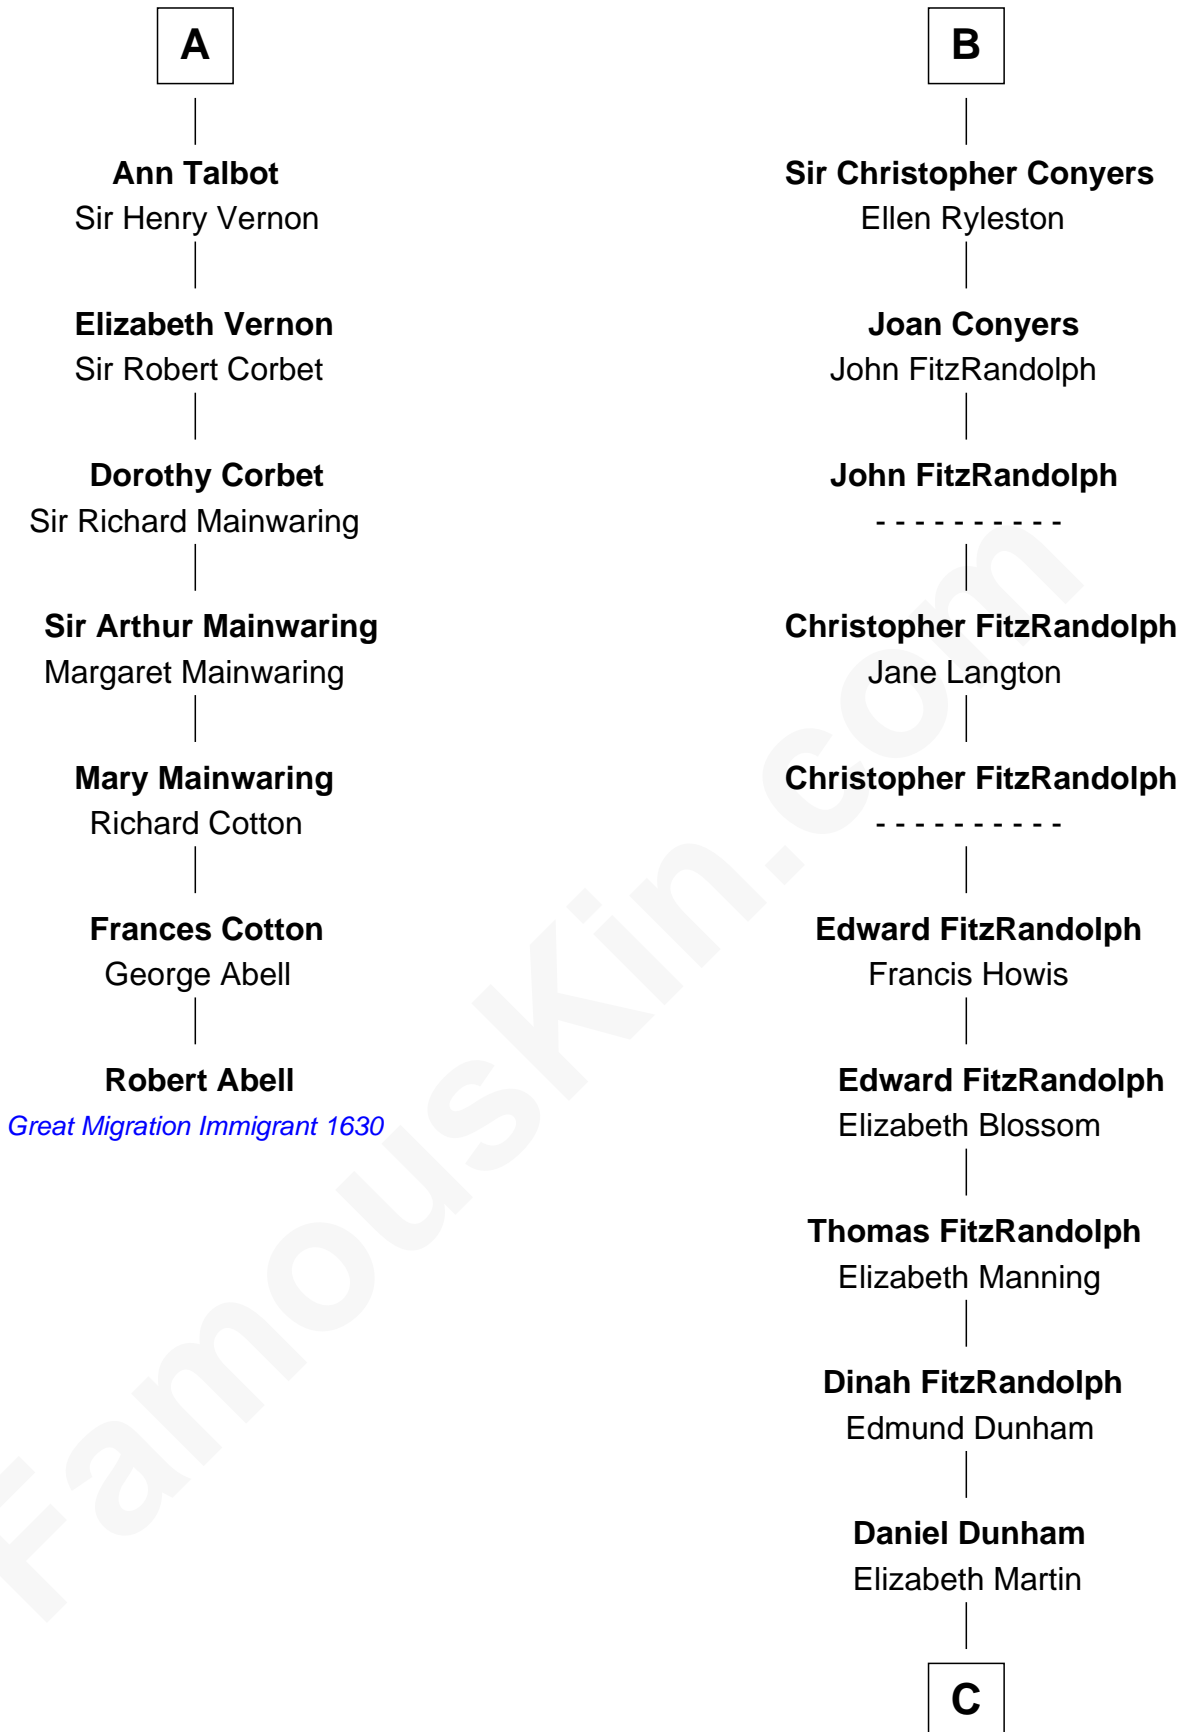 A
Ann Talbot
Sir Henry Vernon
Elizabeth Vernon
Sir Robert Corbet
Dorothy Corbet
Sir Richard Mainwaring
Sir Arthur Mainwaring
Margaret Mainwaring
Mary Mainwaring
Richard Cotton
Frances Cotton
George Abell
Robert Abell
Great Migration Immigrant 1630
B
Sir Christopher Conyers
Ellen Ryleston
Joan Conyers
John FitzRandolph
John FitzRandolph
- - - - - - - - - -
Christopher FitzRandolph
Jane Langton
Christopher FitzRandolph
- - - - - - - - - -
Edward FitzRandolph
Francis Howis
Edward FitzRandolph
Elizabeth Blossom
Thomas FitzRandolph
Elizabeth Manning
Dinah FitzRandolph
Edmund Dunham
Daniel Dunham
Elizabeth Martin
C
FamousKin.com